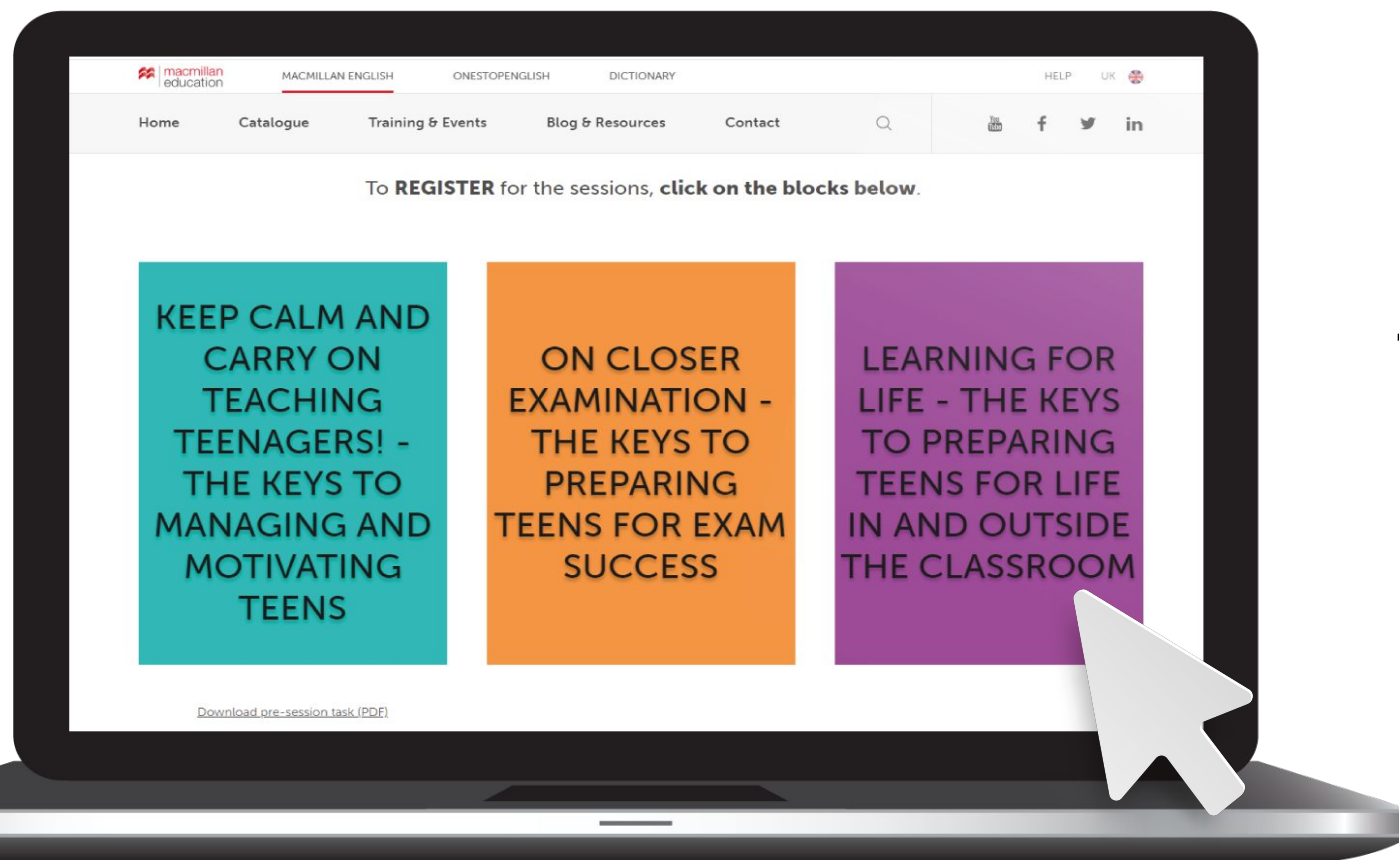 macmillan
education
MACMILLAN ENGLISH ONESTOPENGLISH DICTIONARY HELP UK
Home Catalogue Training & Events Blog & Resources Contact You Tube f in
To REGISTER for the sessions, click on the blocks below.
KEEP CALM AND
CARRY ON
TEACHING
TEENAGERS! -
THE KEYS TO
MANAGING AND
MOTIVATING
TEENS
ON CLOSER
EXAMINATION -
THE KEYS TO
PREPARING
TEENS FOR EXAM
SUCCESS
LEARNING FOR
LIFE - THE KEYS
TO PREPARING
TEENS FOR LIFE
IN AND OUTSIDE
THE CLASSROOM
Download pre-session task (PDF)